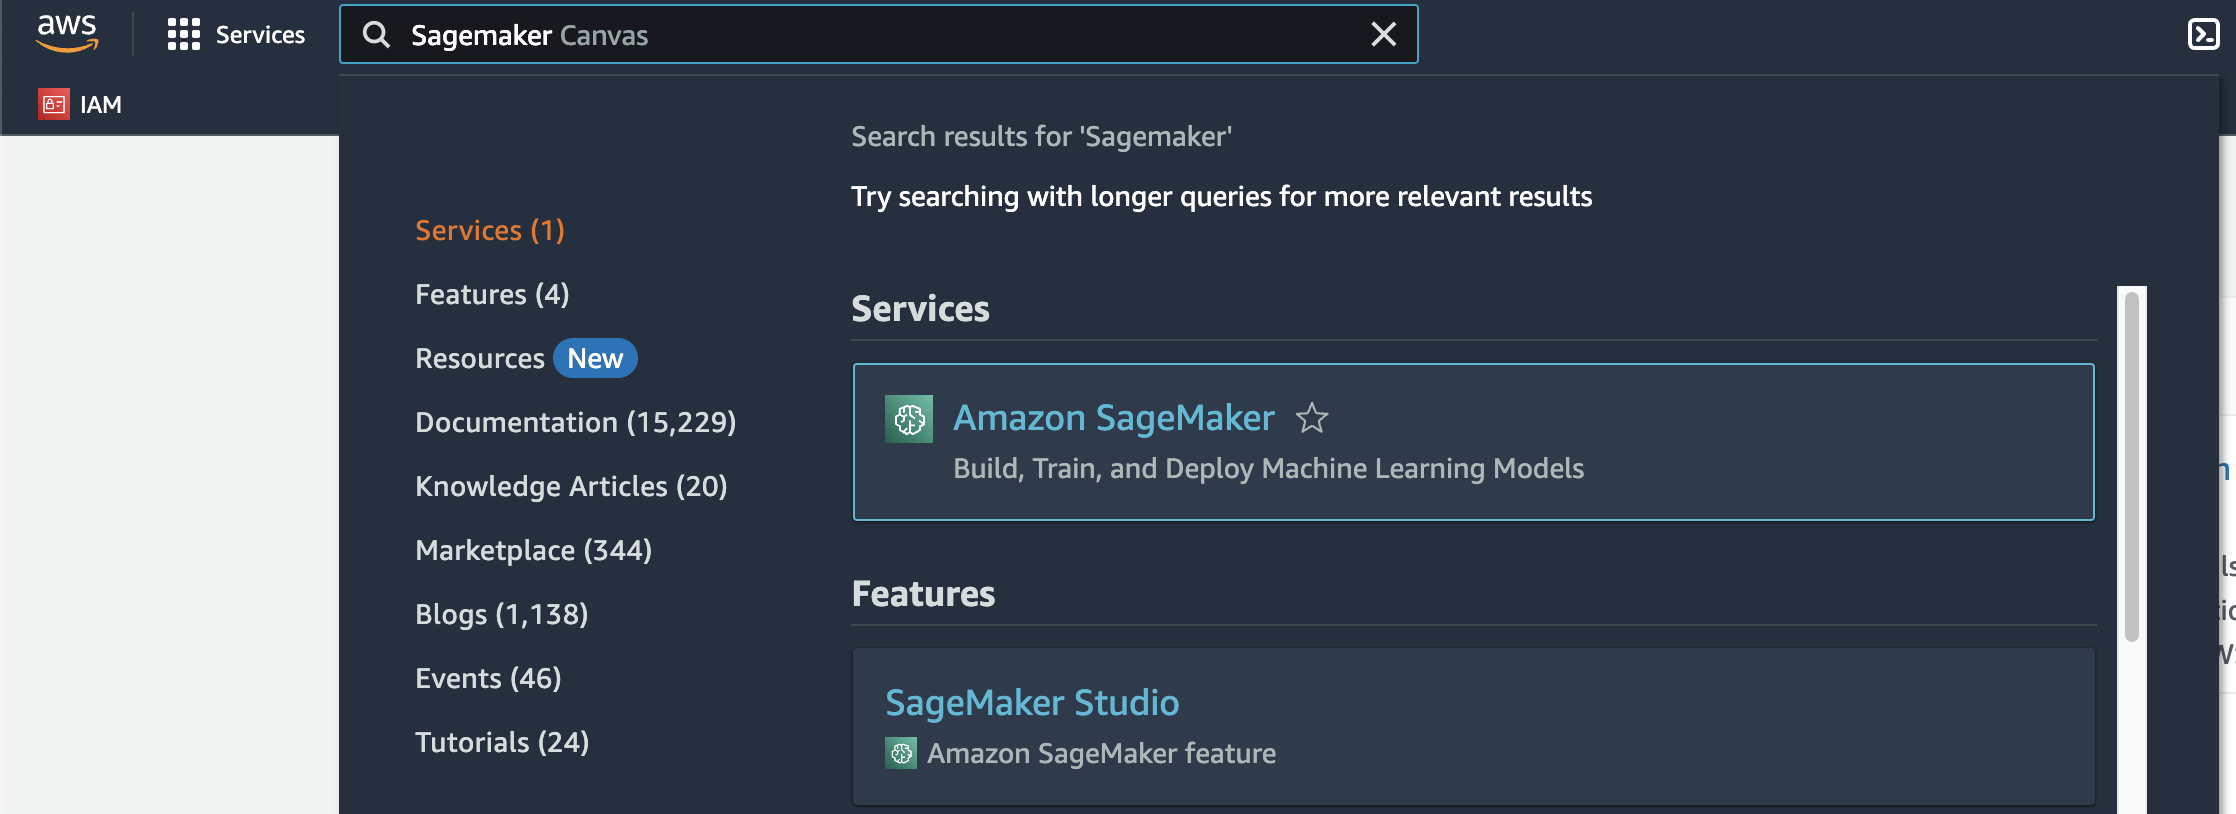 aws
Services
Sagemaker Canvas
IAM
Search results for 'Sagemaker'
Try searching with longer queries for more relevant results
Services (1)
Features (4)
Resources New
Documentation (15,229)
Knowledge Articles (20)
Marketplace (344)
Blogs (1,138)
Events (46)
Tutorials (24)
Services
Amazon SageMaker
Build, Train, and Deploy Machine Learning Models
Features
SageMaker Studio
Amazon SageMaker feature